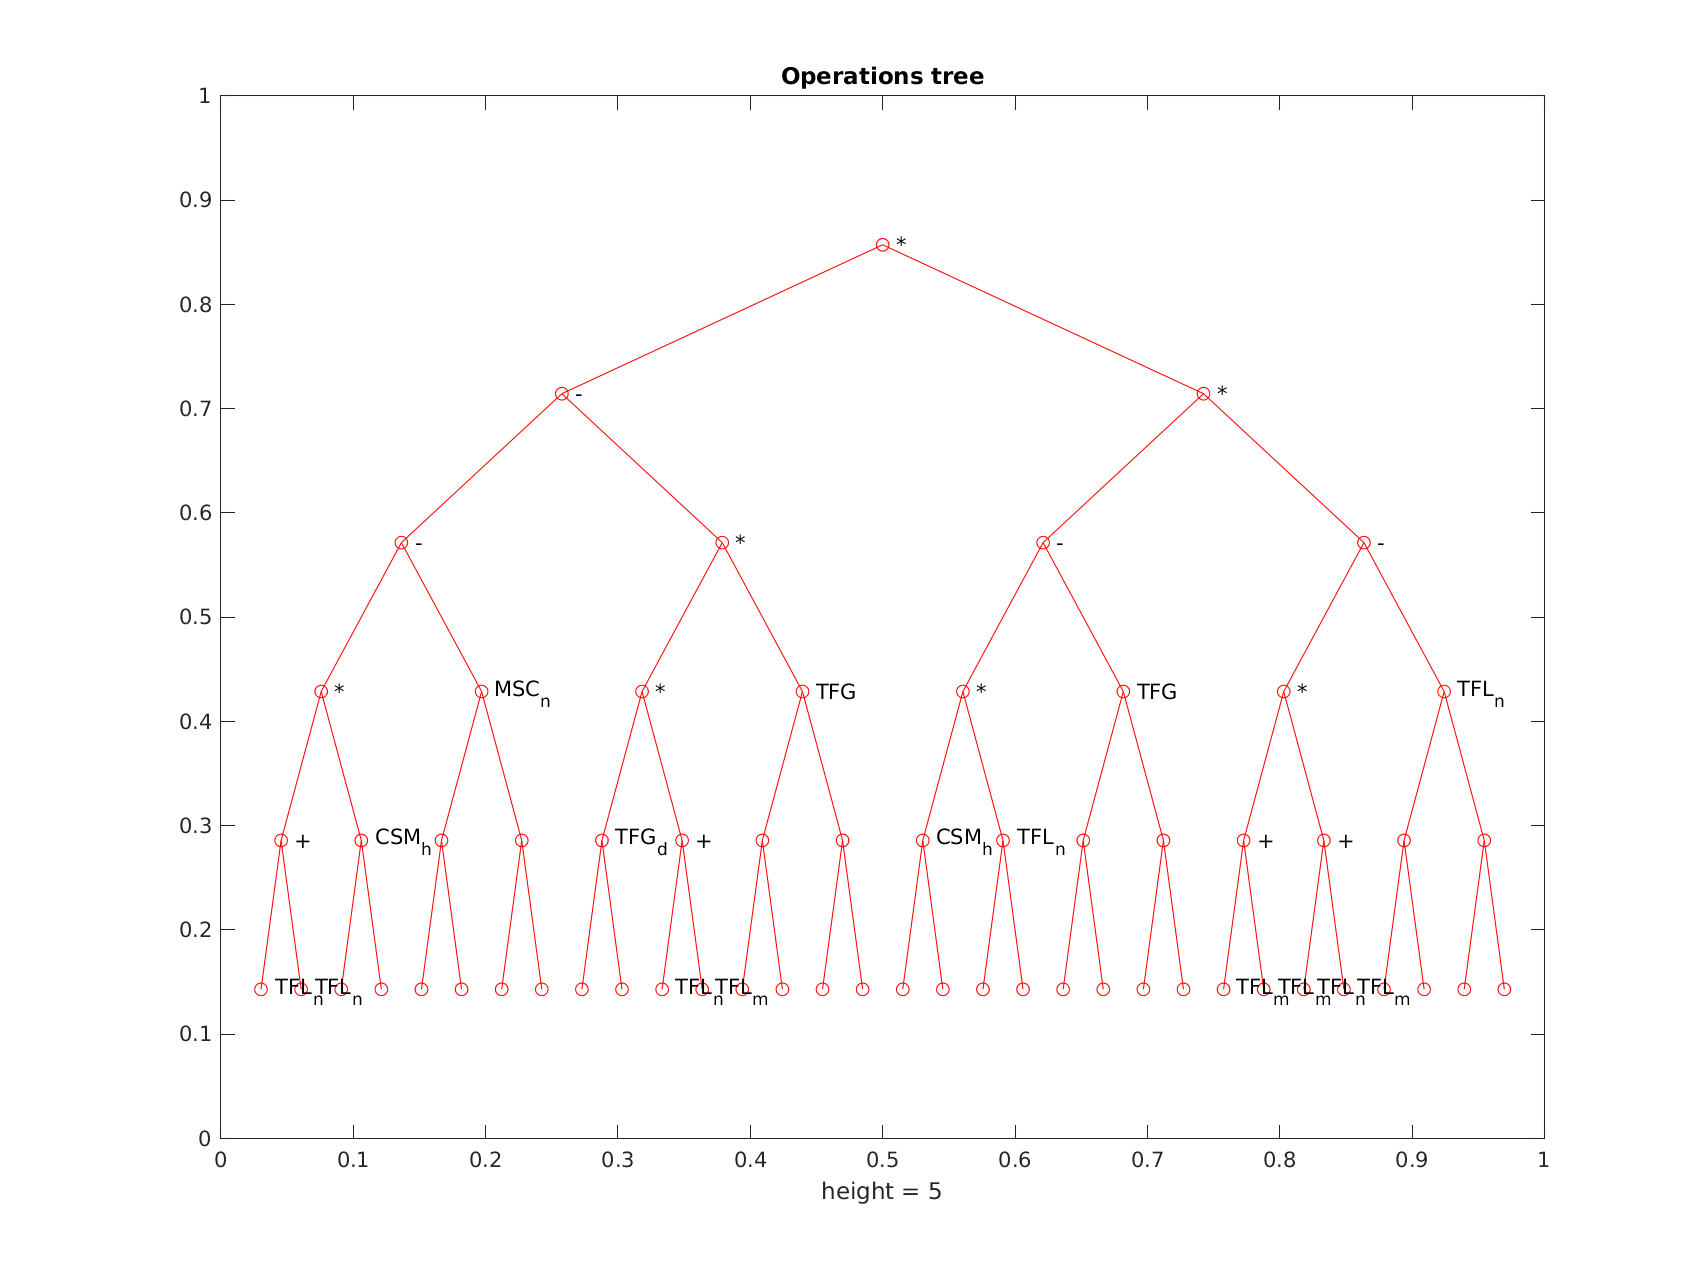 Operations tree
1
0.9
*
0.8
- *
0.7
0.6
- * - -
0.5
* MSC_n * TFG * TFG * TFL_n
0.4
0.3
+ CSM_h TFG_d + CSM_h TFL_n + +
0.2
TFL_n TFL_n TFL_n TFL_m TFL_m TFL_m TFL_n TFL_m
0.1
0
0 0.1 0.2 0.3 0.4 0.5 0.6 0.7 0.8 0.9 1
height = 5